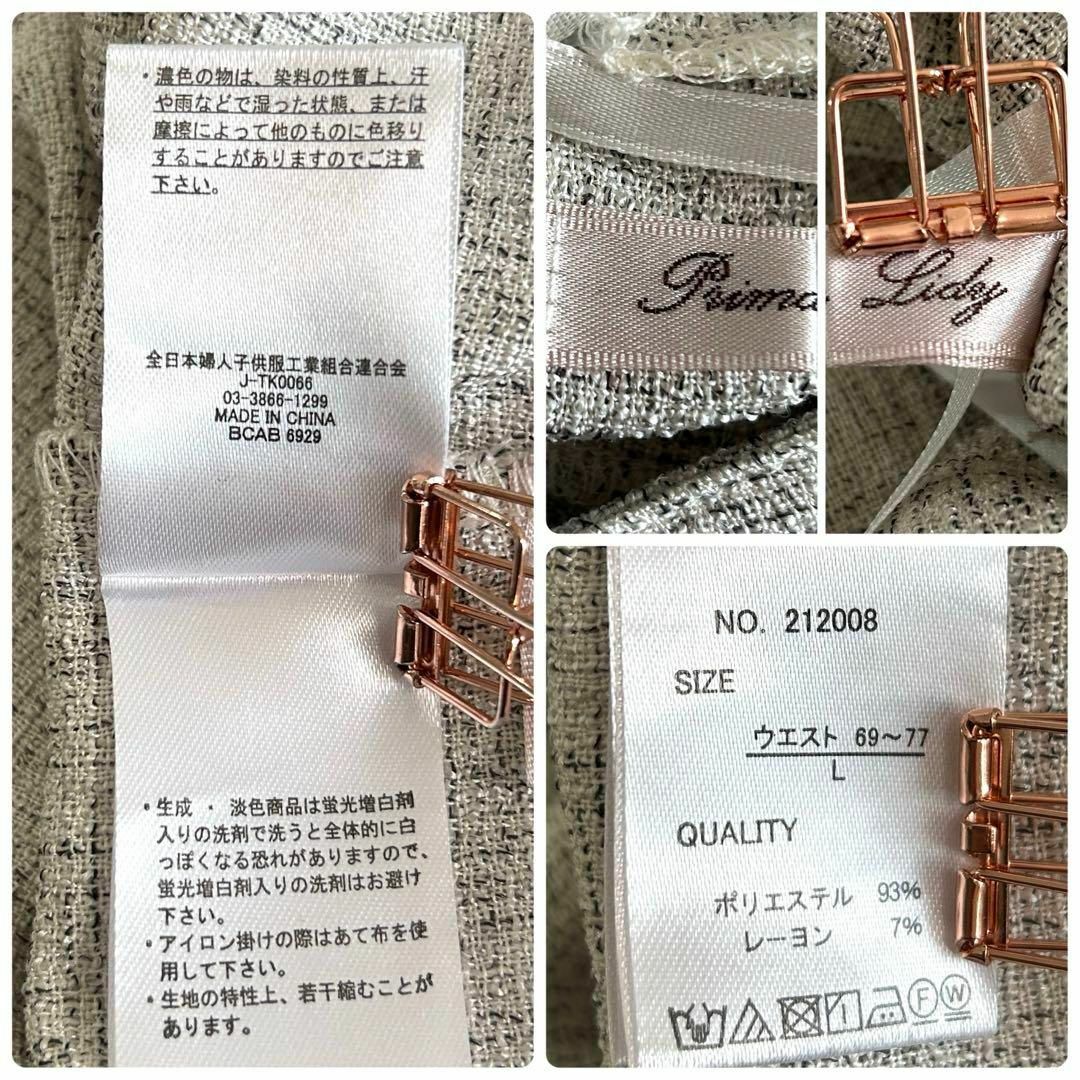 ・濃色の物は、染料の性質上、汗
や雨などで湿った状態、または
摩擦によって他のものに色移り
することがありますのでご注意
下さい。
全日本婦人子供服工業組合連合会
J-TK0066
03-3866-1299
MADE IN CHINA
BCAB 6929
・生成 ・ 淡色商品は蛍光増白剤
入りの洗剤で洗うと全体的に白
っぽくなる恐れがありますので、
蛍光増白剤入りの洗剤はお避け
下さい。
・アイロン掛けの際はあて布を使
用して下さい。
・生地の特性上、若干縮むことが
あります。
Prima Lidzy
NO. 212008
SIZE
ウエスト 69～77
L
QUALITY
ポリエステル 93%
レーヨン 7%
F W